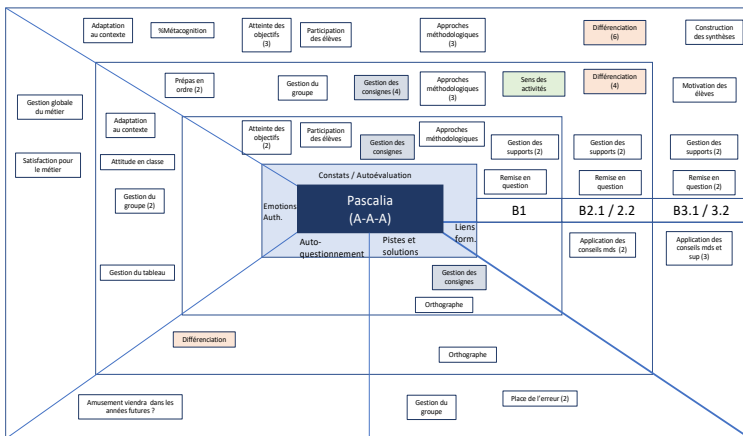 Adaptation
au contexte
%Métacognition
Atteinte des
objectifs
(3)
Participation
des élèves
Approches
méthodologiques
(3)
Différenciation
(6)
Construction
des synthèses
Prépas en
ordre (2)
Gestion du
groupe
Gestion des
consignes (4)
Approches
méthodologiques
(3)
Sens des
activités
Différenciation
(4)
Motivation des
élèves
Gestion globale
du métier
Adaptation
au contexte
Atteinte des
objectifs
(2)
Participation
des élèves
Gestion des
consignes
Approches
méthodologiques
Gestion des
supports (2)
Gestion des
supports (2)
Gestion des
supports (2)
Satisfaction pour
le métier
Attitude en classe
Constats / Autoévaluation
Remise en
question
Remise en
question
Remise en
question (2)
Gestion du
groupe (2)
Emotions
Auth.
Pascalia
(A-A-A)
B1
B2.1 / 2.2
B3.1 / 3.2
Liens
form.
Auto-
questionnement
Pistes et
solutions
Application des
conseils mds (2)
Application des
conseils mds et
sup (3)
Gestion du tableau
Gestion des
consignes
Orthographe
Différenciation
Orthographe
Amusement viendra dans les
années futures ?
Gestion du
groupe
Place de l'erreur (2)